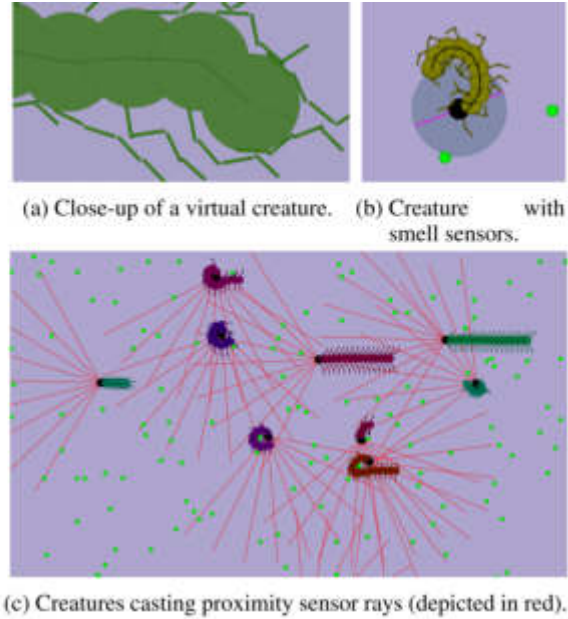 (a) Close-up of a virtual creature.
(b) Creature with
smell sensors.
(c) Creatures casting proximity sensor rays (depicted in red).